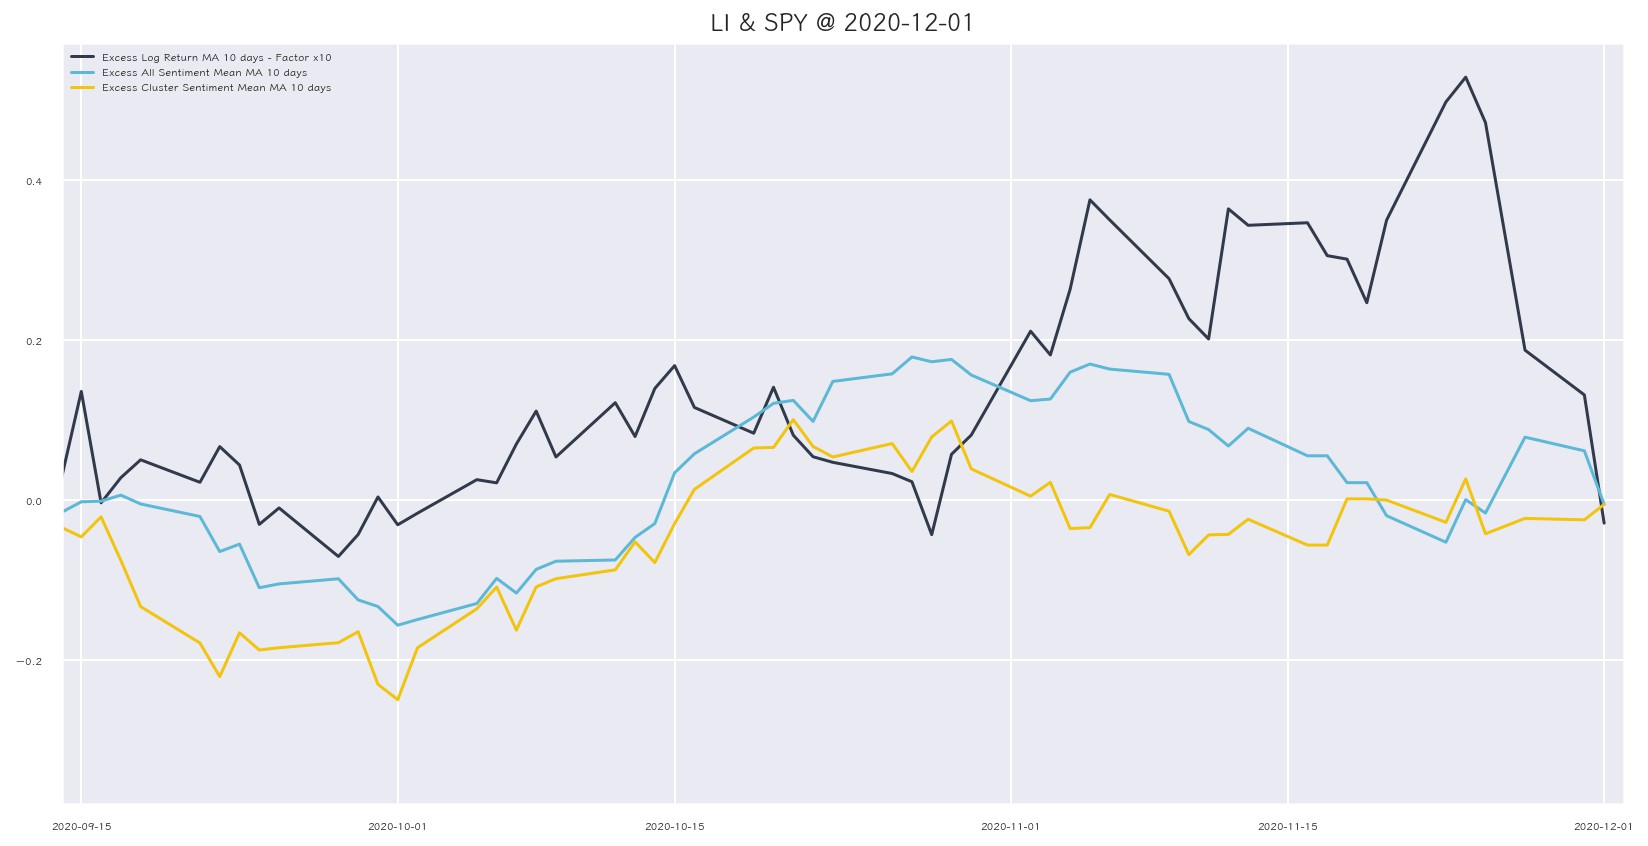 LI & SPY @ 2020-12-01
Excess Log Return MA 10 days - Factor x10
Excess All Sentiment Mean MA 10 days
Excess Cluster Sentiment Mean MA 10 days
0.4
0.2
0.0
−0.2
2020-09-15 2020-10-01 2020-10-15 2020-11-01 2020-11-15 2020-12-01